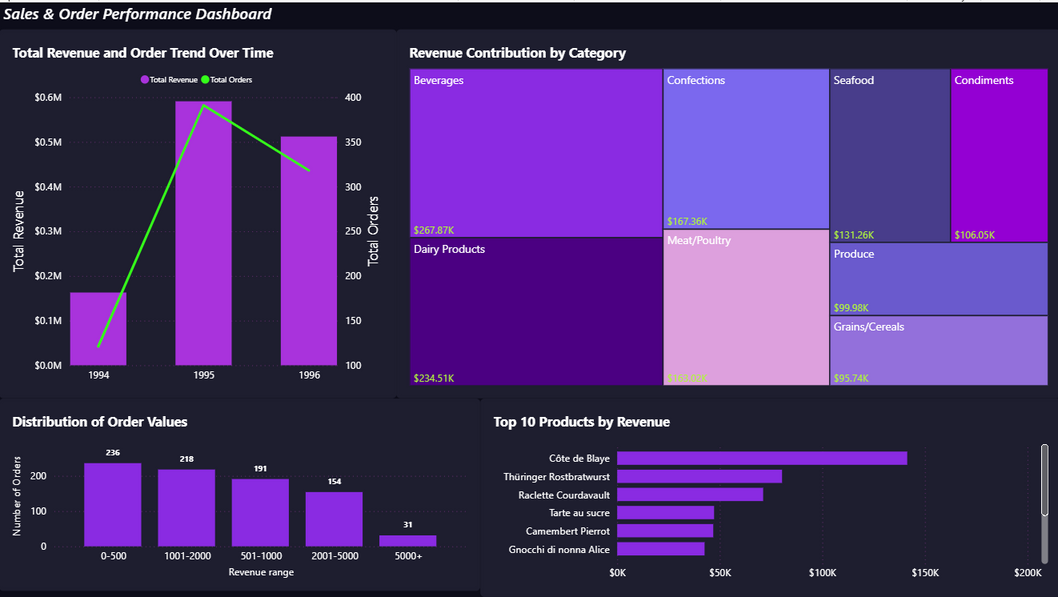 Sales & Order Performance Dashboard
Total Revenue and Order Trend Over Time
Total Revenue Total Orders
Total Revenue
$0.6M
$0.5M
$0.4M
$0.3M
$0.2M
$0.1M
$0.0M
400
350
300
250
200
150
100
Total Orders
1994 1995 1996
Revenue Contribution by Category
Beverages
$267.87K
Dairy Products
$234.51K
Confections
$167.36K
Meat/Poultry
$163.02K
Seafood
$131.26K
Condiments
$106.05K
Produce
$99.98K
Grains/Cereals
$95.74K
Distribution of Order Values
Number of Orders
200
100
0
236
218
191
154
31
0-500 1001-2000 501-1000 2001-5000 5000+
Revenue range
Top 10 Products by Revenue
Côte de Blaye
Thüringer Rostbratwurst
Raclette Courdavault
Tarte au sucre
Camembert Pierrot
Gnocchi di nonna Alice
$0K $50K $100K $150K $200K